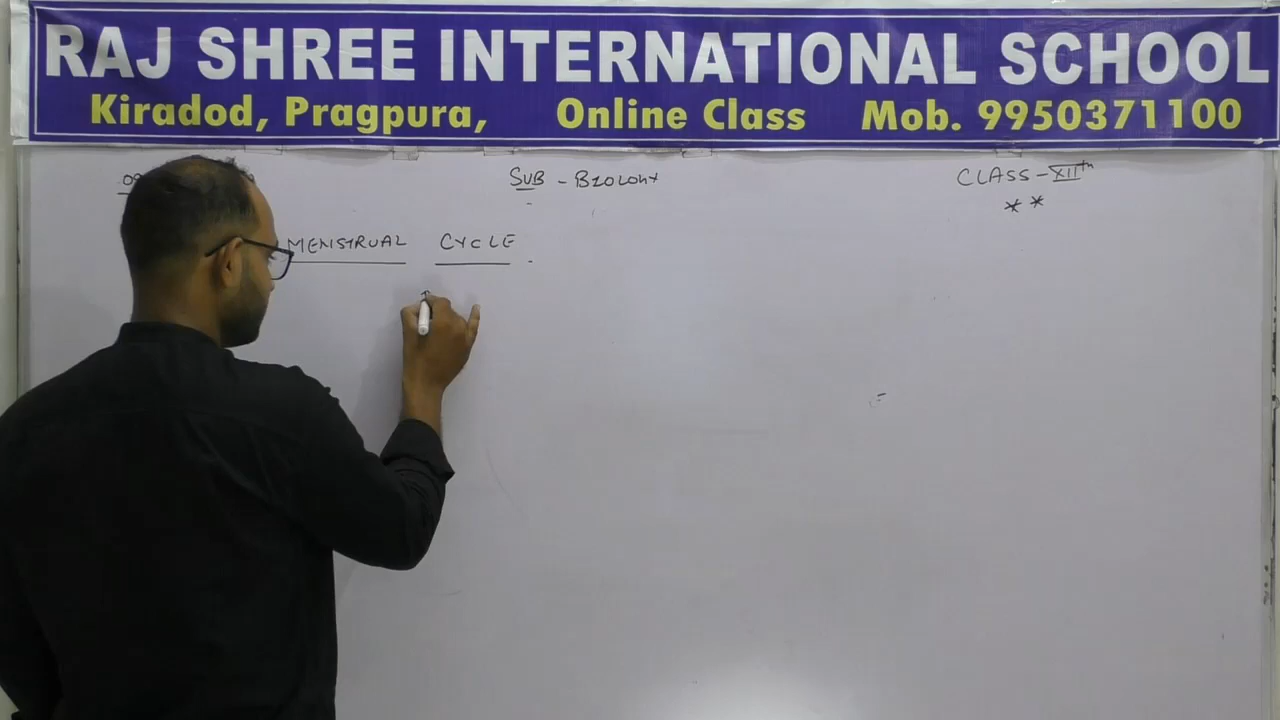 RAJ SHREE INTERNATIONAL SCHOOL
Kiradod, Pragpura, Online Class Mob. 9950371100
SUB - BIOLOGY CLASS - XIIth
MENSTRUAL CYCLE